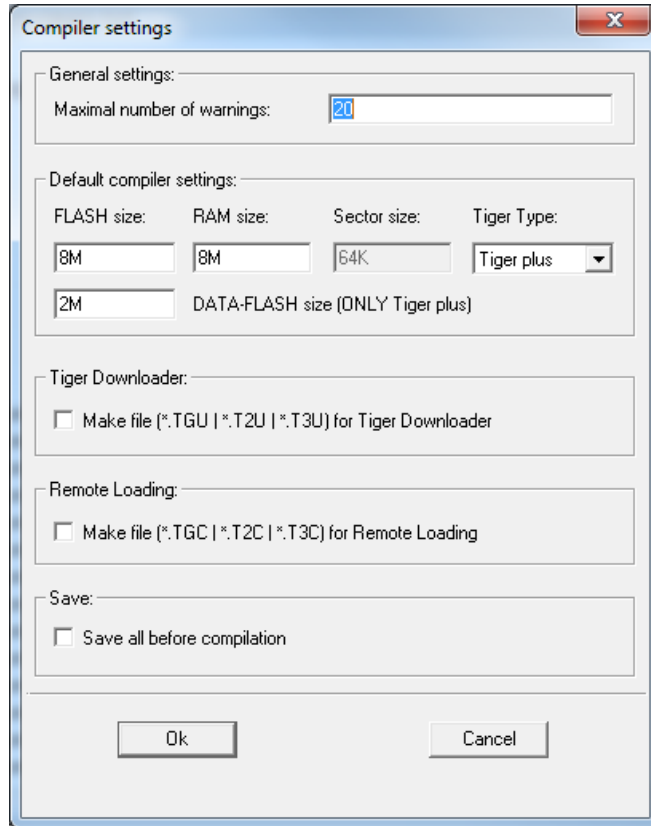 Compiler settings
General settings:
Maximal number of warnings: 20
Default compiler settings:
FLASH size: RAM size: Sector size: Tiger Type:
8M 8M 64K Tiger plus
2M DATA-FLASH size (ONLY Tiger plus)
Tiger Downloader:
Make file (*.TGU | *.T2U | *.T3U) for Tiger Downloader
Remote Loading:
Make file (*.TGC | *.T2C | *.T3C) for Remote Loading
Save:
Save all before compilation
Ok Cancel